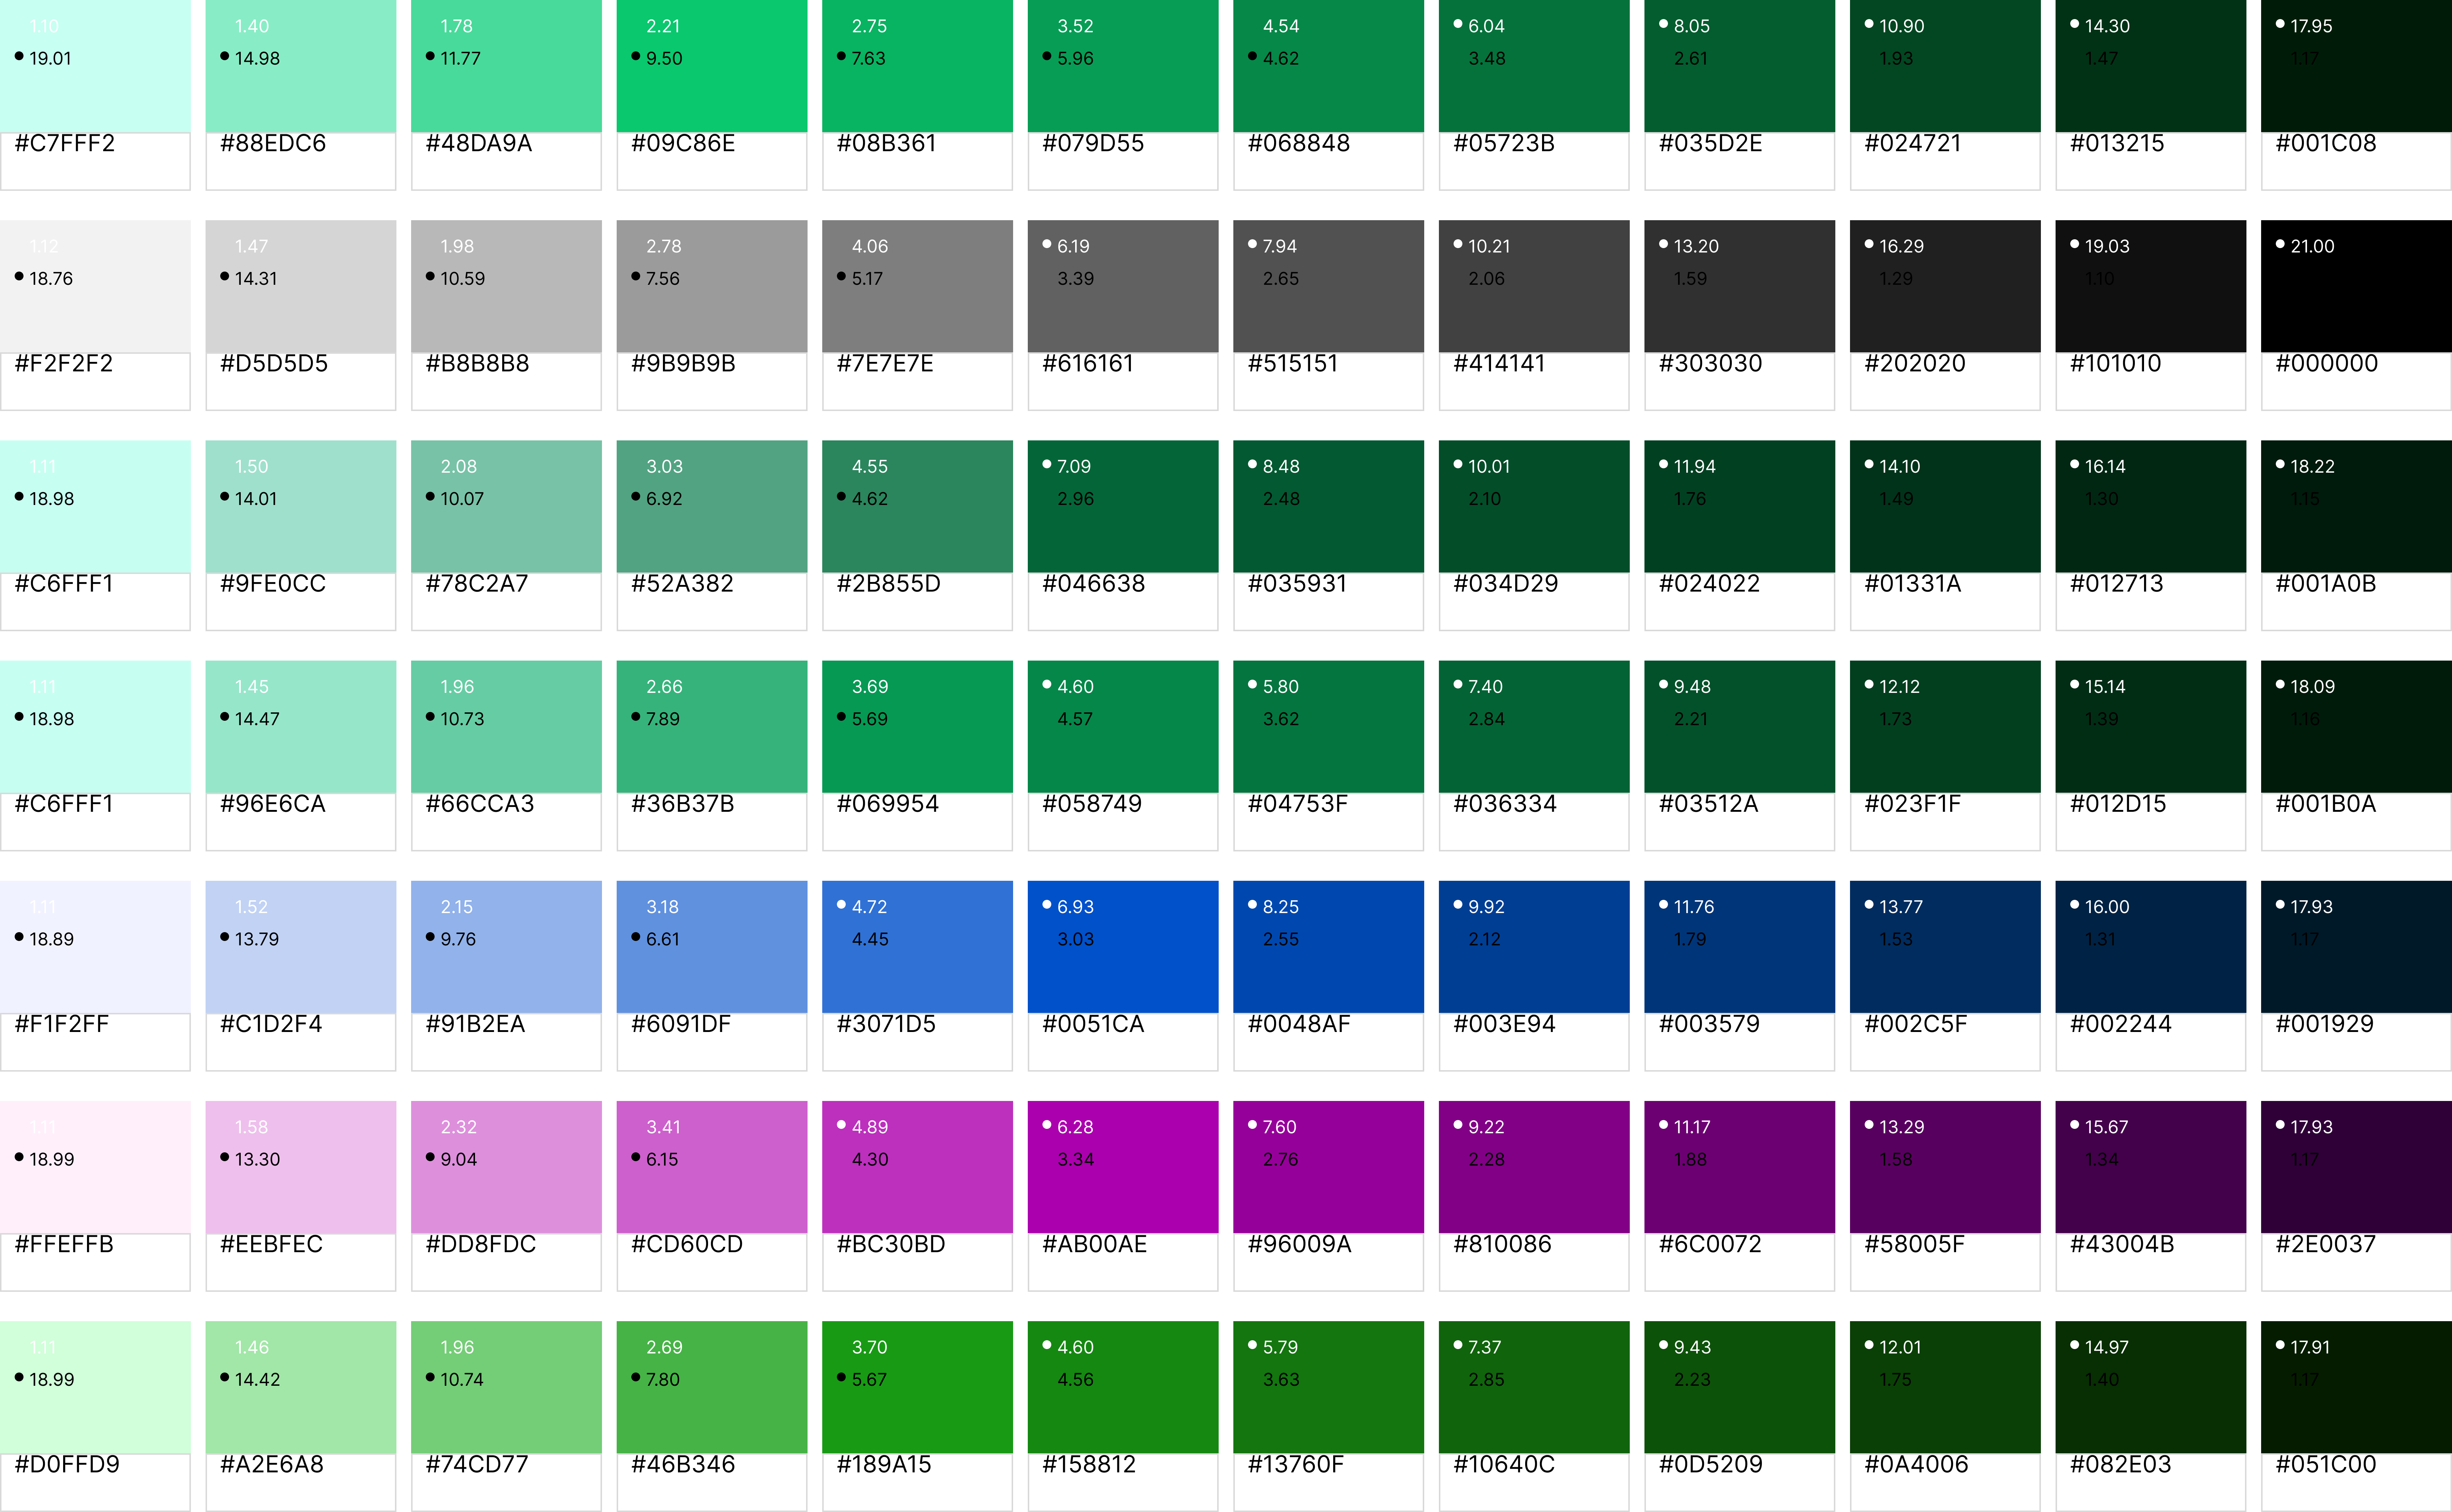 1.10 1.40 1.78 2.21 2.75 3.52 4.54 6.04 8.05 10.90 14.30 17.95
19.01 14.98 11.77 9.50 7.63 5.96 4.62 3.48 2.61 1.93 1.47 1.17
#C7FFF2 #88EDC6 #48DA9A #09C86E #08B361 #079D55 #068848 #05723B #035D2E #024721 #013215 #001C08
1.12 1.47 1.98 2.78 4.06 6.19 7.94 10.21 13.20 16.29 19.03 21.00
18.76 14.31 10.59 7.56 5.17 3.39 2.65 2.06 1.59 1.29 1.10
#F2F2F2 #D5D5D5 #B8B8B8 #9B9B9B #7E7E7E #616161 #515151 #414141 #303030 #202020 #101010 #000000
1.11 1.50 2.08 3.03 4.55 7.09 8.48 10.01 11.94 14.10 16.14 18.22
18.98 14.01 10.07 6.92 4.62 2.96 2.48 2.10 1.76 1.49 1.30 1.15
#C6FFF1 #9FE0CC #78C2A7 #52A382 #2B855D #046638 #035931 #034D29 #024022 #01331A #012713 #001A0B
1.11 1.45 1.96 2.66 3.69 4.60 5.80 7.40 9.48 12.12 15.14 18.09
18.98 14.47 10.73 7.89 5.69 4.57 3.62 2.84 2.21 1.73 1.39 1.16
#C6FFF1 #96E6CA #66CCA3 #36B37B #069954 #058749 #04753F #036334 #03512A #023F1F #012D15 #001B0A
1.11 1.52 2.15 3.18 4.72 6.93 8.25 9.92 11.76 13.77 16.00 17.93
18.89 13.79 9.76 6.61 4.45 3.03 2.55 2.12 1.79 1.53 1.31 1.17
#F1F2FF #C1D2F4 #91B2EA #6091DF #3071D5 #0051CA #0048AF #003E94 #003579 #002C5F #002244 #001929
1.11 1.58 2.32 3.41 4.89 6.28 7.60 9.22 11.17 13.29 15.67 17.93
18.99 13.30 9.04 6.15 4.30 3.34 2.76 2.28 1.88 1.58 1.34 1.17
#FFEFFB #EEBFEC #DD8FDC #CD60CD #BC30BD #AB00AE #96009A #810086 #6C0072 #58005F #43004B #2E0037
1.11 1.46 1.96 2.69 3.70 4.60 5.79 7.37 9.43 12.01 14.97 17.91
18.99 14.42 10.74 7.80 5.67 4.56 3.63 2.85 2.23 1.75 1.40 1.17
#D0FFD9 #A2E6A8 #74CD77 #46B346 #189A15 #158812 #13760F #10640C #0D5209 #0A4006 #082E03 #051C00